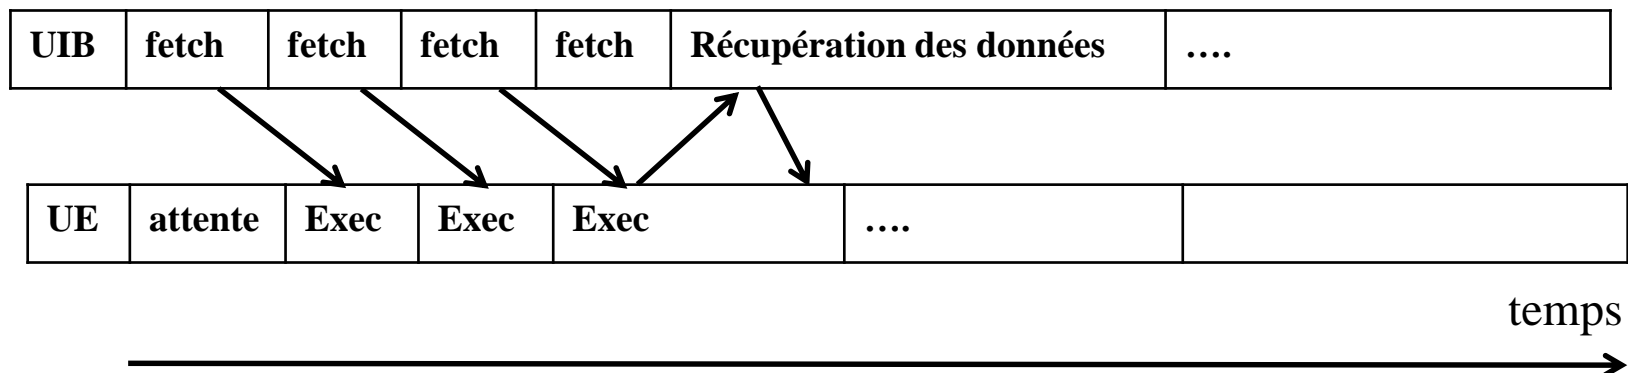 UIB fetch fetch fetch fetch Récupération des données ….
UE attente Exec Exec Exec ….
temps